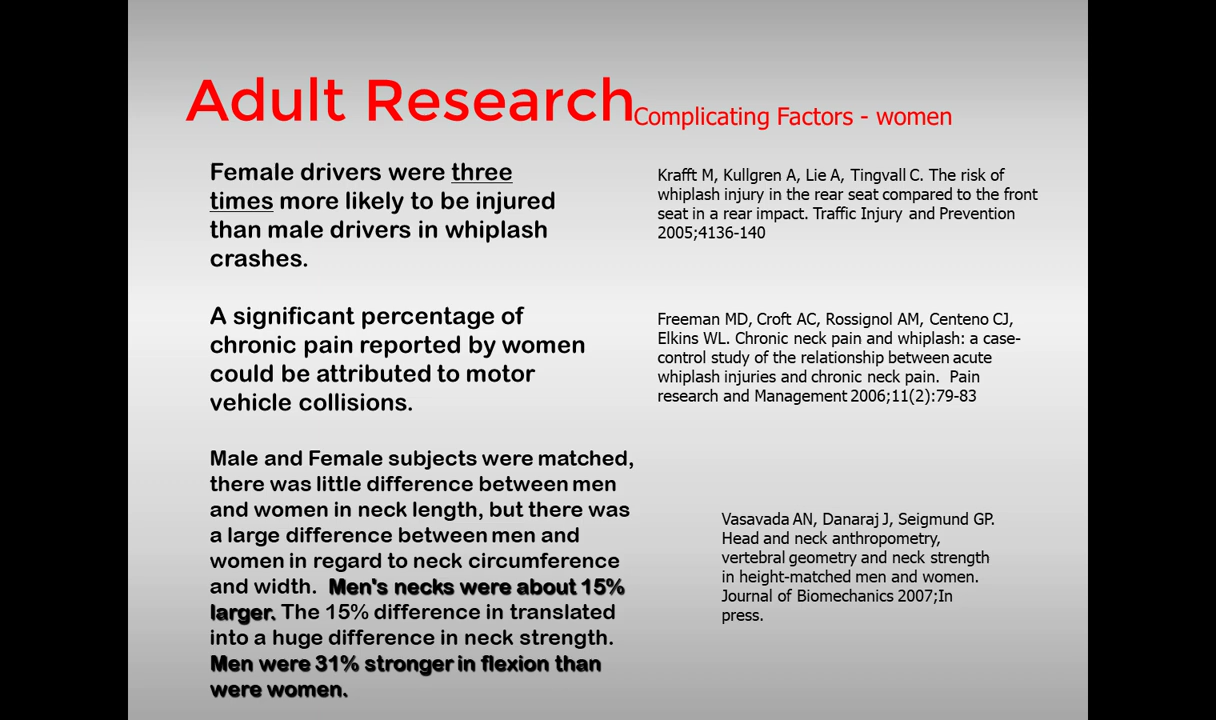 Adult Research Complicating Factors - women
Female drivers were three
times more likely to be injured
than male drivers in whiplash
crashes.
Krafft M, Kullgren A, Lie A, Tingvall C. The risk of
whiplash injury in the rear seat compared to the front
seat in a rear impact. Traffic Injury and Prevention
2005;4136-140
A significant percentage of
chronic pain reported by women
could be attributed to motor
vehicle collisions.
Freeman MD, Croft AC, Rossignol AM, Centeno CJ,
Elkins WL. Chronic neck pain and whiplash: a case-
control study of the relationship between acute
whiplash injuries and chronic neck pain. Pain
research and Management 2006;11(2):79-83
Male and Female subjects were matched,
there was little difference between men
and women in neck length, but there was
a large difference between men and
women in regard to neck circumference
and width. Men's necks were about 15%
larger. The 15% difference in translated
into a huge difference in neck strength.
Men were 31% stronger in flexion than
were women.
Vasavada AN, Danaraj J, Seigmund GP.
Head and neck anthropometry,
vertebral geometry and neck strength
in height-matched men and women.
Journal of Biomechanics 2007;In
press.